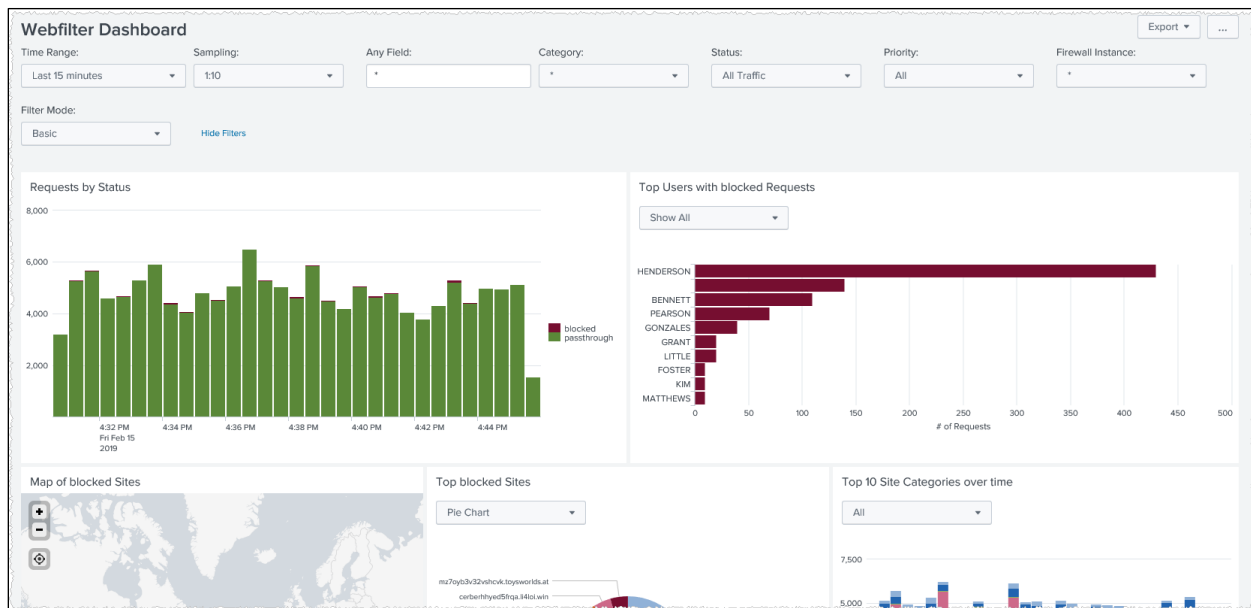 Webfilter Dashboard
Export
...
Time Range:
Sampling:
Any Field:
Category:
Status:
Priority:
Firewall Instance:
Last 15 minutes
1:10
*
*
All Traffic
All
*
Filter Mode:
Basic
Hide Filters
Requests by Status
8,000
6,000
4,000
2,000
4:32 PM
Fri Feb 15
2019
4:34 PM
4:36 PM
4:38 PM
4:40 PM
4:42 PM
4:44 PM
blocked
passthrough
Top Users with blocked Requests
Show All
HENDERSON
BENNETT
PEARSON
GONZALES
GRANT
LITTLE
FOSTER
KIM
MATTHEWS
0
50
100
150
200
250
300
350
400
450
500
# of Requests
Map of blocked Sites
+
-
Top blocked Sites
Pie Chart
mz7oyb3v32vshcvk.toysworlds.at
cerberhhyed5frqa.li4loi.win
Top 10 Site Categories over time
All
7,500
5,000